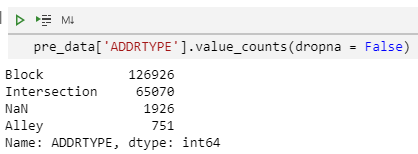 M↓
pre_data['ADDRTYPE'].value_counts(dropna = False)
Block 126926
Intersection 65070
NaN 1926
Alley 751
Name: ADDRTYPE, dtype: int64